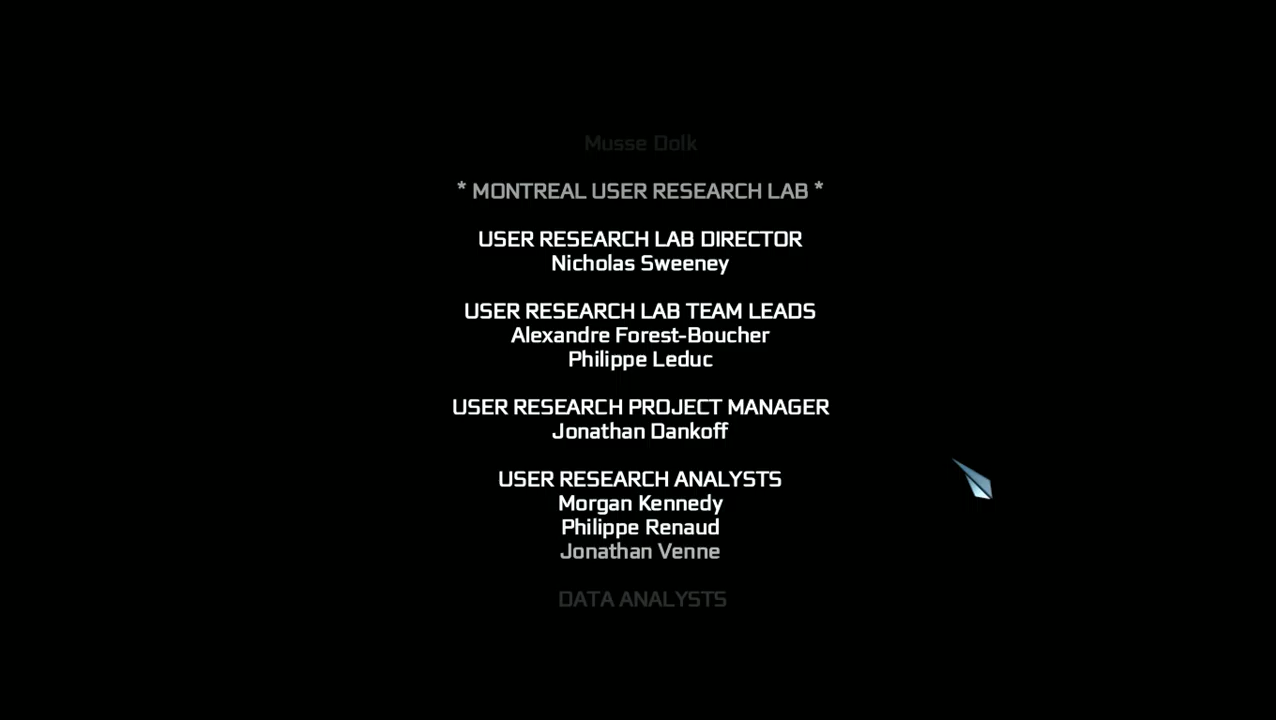 Musse Dolk
* MONTREAL USER RESEARCH LAB *
USER RESEARCH LAB DIRECTOR
Nicholas Sweeney
USER RESEARCH LAB TEAM LEADS
Alexandre Forest-Boucher
Philippe Leduc
USER RESEARCH PROJECT MANAGER
Jonathan Dankoff
USER RESEARCH ANALYSTS
Morgan Kennedy
Philippe Renaud
Jonathan Venne
DATA ANALYSTS